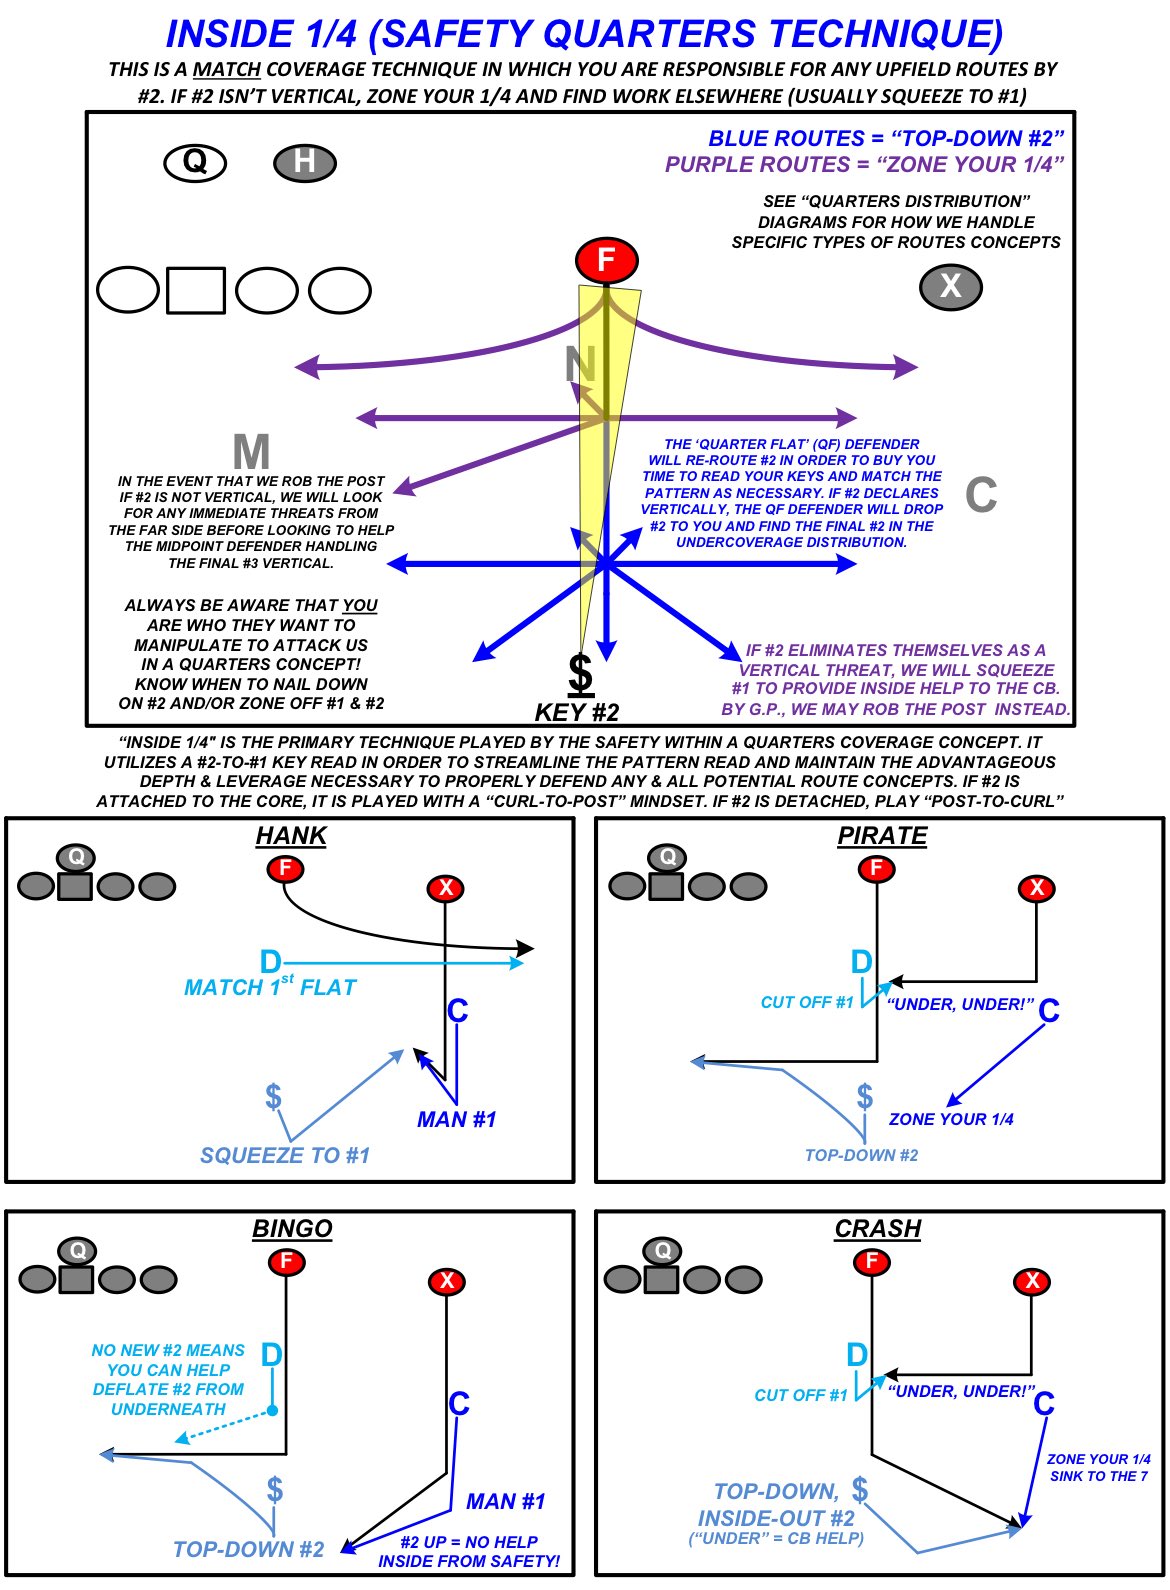 INSIDE 1/4 (SAFETY QUARTERS TECHNIQUE)
THIS IS A MATCH COVERAGE TECHNIQUE IN WHICH YOU ARE RESPONSIBLE FOR ANY UPFIELD ROUTES BY
#2. IF #2 ISN'T VERTICAL, ZONE YOUR 1/4 AND FIND WORK ELSEWHERE (USUALLY SQUEEZE TO #1)
Q
H
BLUE ROUTES = “TOP-DOWN #2”
PURPLE ROUTES = “ZONE YOUR 1/4”
SEE “QUARTERS DISTRIBUTION”
DIAGRAMS FOR HOW WE HANDLE
SPECIFIC TYPES OF ROUTES CONCEPTS
F
X
N
M
C
IN THE EVENT THAT WE ROB THE POST
IF #2 IS NOT VERTICAL, WE WILL LOOK
FOR ANY IMMEDIATE THREATS FROM
THE FAR SIDE BEFORE LOOKING TO HELP
THE MIDPOINT DEFENDER HANDLING
THE FINAL #3 VERTICAL.
THE ‘QUARTER FLAT’ (QF) DEFENDER
WILL RE-ROUTE #2 IN ORDER TO BUY YOU
TIME TO READ YOUR KEYS AND MATCH THE
PATTERN AS NECESSARY. IF #2 DECLARES
VERTICALLY, THE QF DEFENDER WILL DROP
#2 TO YOU AND FIND THE FINAL #2 IN THE
UNDERCOVERAGE DISTRIBUTION.
ALWAYS BE AWARE THAT YOU
ARE WHO THEY WANT TO
MANIPULATE TO ATTACK US
IN A QUARTERS CONCEPT!
KNOW WHEN TO NAIL DOWN
ON #2 AND/OR ZONE OFF #1 & #2
$
KEY #2
IF #2 ELIMINATES THEMSELVES AS A
VERTICAL THREAT, WE WILL SQUEEZE
#1 TO PROVIDE INSIDE HELP TO THE CB.
BY G.P., WE MAY ROB THE POST INSTEAD.
“INSIDE 1/4" IS THE PRIMARY TECHNIQUE PLAYED BY THE SAFETY WITHIN A QUARTERS COVERAGE CONCEPT. IT
UTILIZES A #2-TO-#1 KEY READ IN ORDER TO STREAMLINE THE PATTERN READ AND MAINTAIN THE ADVANTAGEOUS
DEPTH & LEVERAGE NECESSARY TO PROPERLY DEFEND ANY & ALL POTENTIAL ROUTE CONCEPTS. IF #2 IS
ATTACHED TO THE CORE, IT IS PLAYED WITH A “CURL-TO-POST” MINDSET. IF #2 IS DETACHED, PLAY “POST-TO-CURL”
HANK
Q
F
X
D
MATCH 1st FLAT
C
$
MAN #1
SQUEEZE TO #1
PIRATE
Q
F
X
D
CUT OFF #1
“UNDER, UNDER!”
C
$
ZONE YOUR 1/4
TOP-DOWN #2
BINGO
Q
F
X
NO NEW #2 MEANS
YOU CAN HELP
DEFLATE #2 FROM
UNDERNEATH
D
C
$
MAN #1
TOP-DOWN #2
#2 UP = NO HELP
INSIDE FROM SAFETY!
CRASH
Q
F
X
D
CUT OFF #1
“UNDER, UNDER!”
C
ZONE YOUR 1/4
SINK TO THE 7
$
TOP-DOWN,
INSIDE-OUT #2
(“UNDER” = CB HELP)